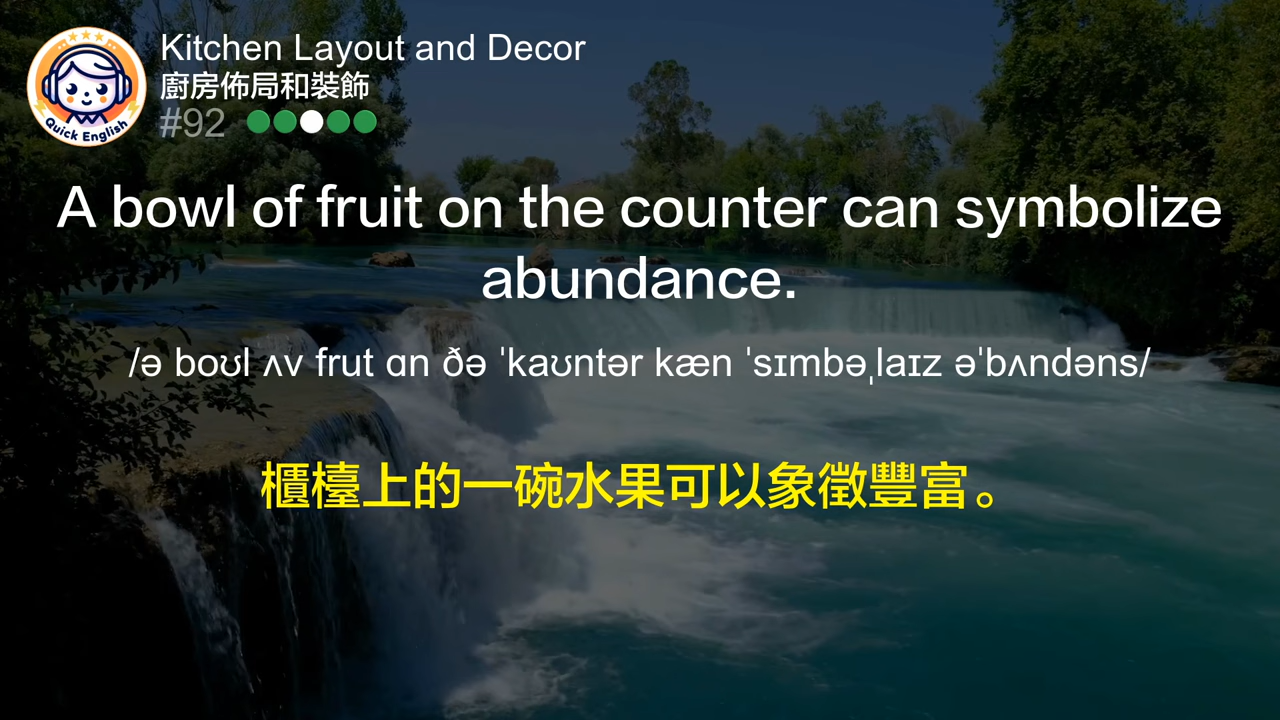 Quick English
Kitchen Layout and Decor
廚房佈局和裝飾
#92
A bowl of fruit on the counter can symbolize
abundance.
/ə boʊl ʌv frut ɑn ðə ˈkaʊntər kæn ˈsɪmbəˌlaɪz əˈbʌndəns/
櫃檯上的一碗水果可以象徵豐富。